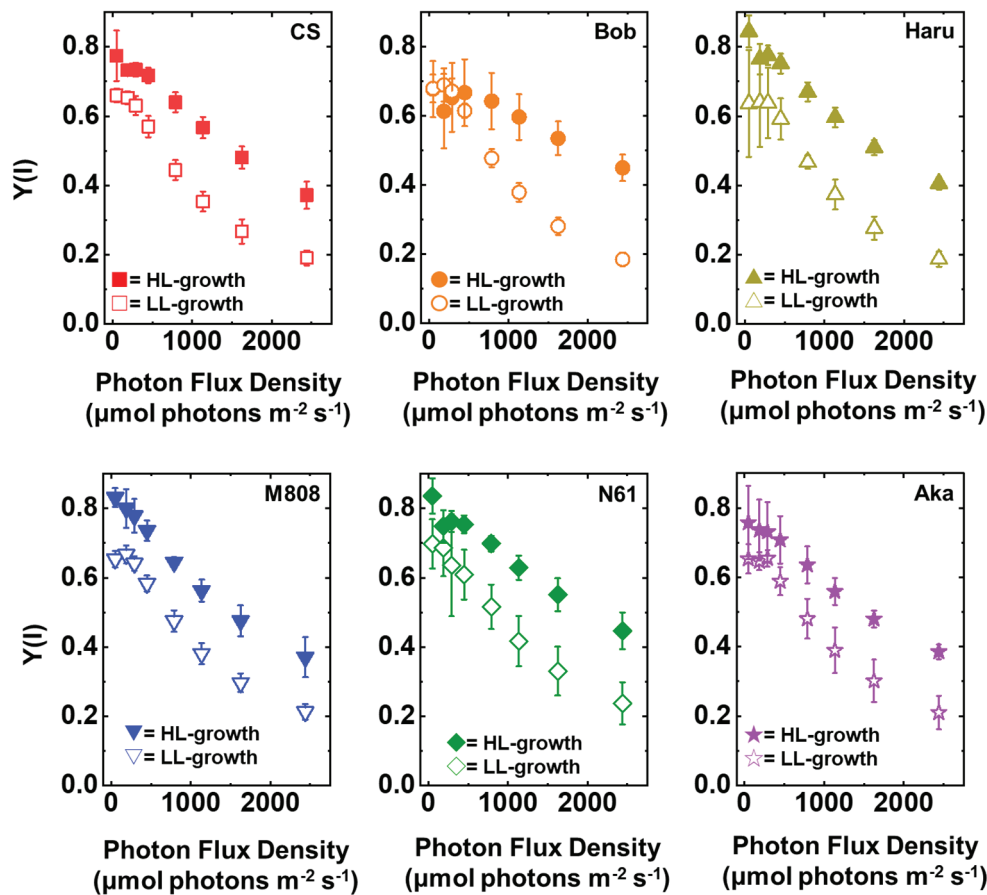 CS
Y(I)
0.8
0.6
0.4
0.2
0.0
= HL-growth
= LL-growth
0 1000 2000
Photon Flux Density
(µmol photons m-2 s-1)
Bob
0.8
0.6
0.4
0.2
0.0
= HL-growth
= LL-growth
0 1000 2000
Photon Flux Density
(µmol photons m-2 s-1)
Haru
0.8
0.6
0.4
0.2
0.0
= HL-growth
= LL-growth
0 1000 2000
Photon Flux Density
(µmol photons m-2 s-1)
M808
Y(I)
0.8
0.6
0.4
0.2
0.0
= HL-growth
= LL-growth
0 1000 2000
Photon Flux Density
(µmol photons m-2 s-1)
N61
0.8
0.6
0.4
0.2
0.0
= HL-growth
= LL-growth
0 1000 2000
Photon Flux Density
(µmol photons m-2 s-1)
Aka
0.8
0.6
0.4
0.2
0.0
= HL-growth
= LL-growth
0 1000 2000
Photon Flux Density
(µmol photons m-2 s-1)